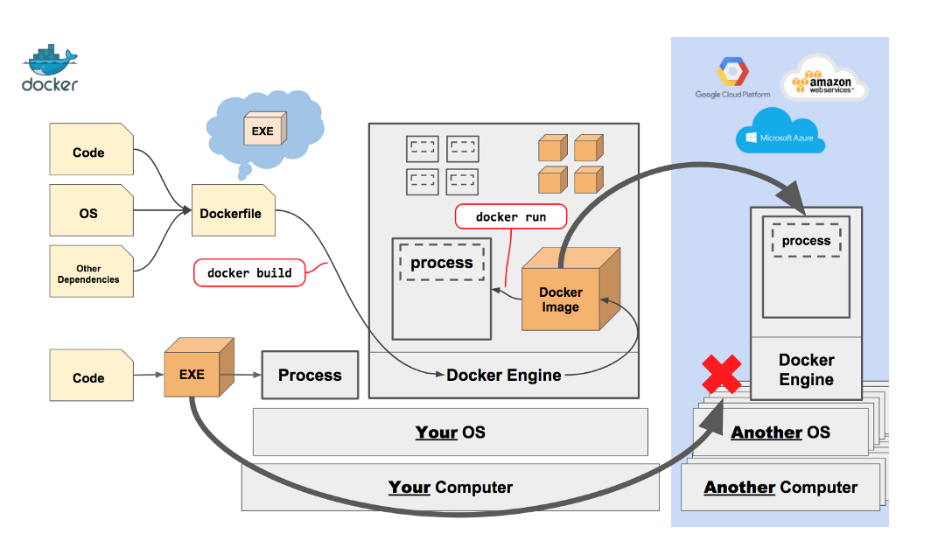 docker
Google Cloud Platform
amazon
webservices™
Microsoft Azure
EXE
Code
OS
Other
Dependencies
Dockerfile
docker build
docker run
process
Docker
Image
process
Docker
Engine
Code
EXE
Process
Docker Engine
Your OS
Another OS
Your Computer
Another Computer